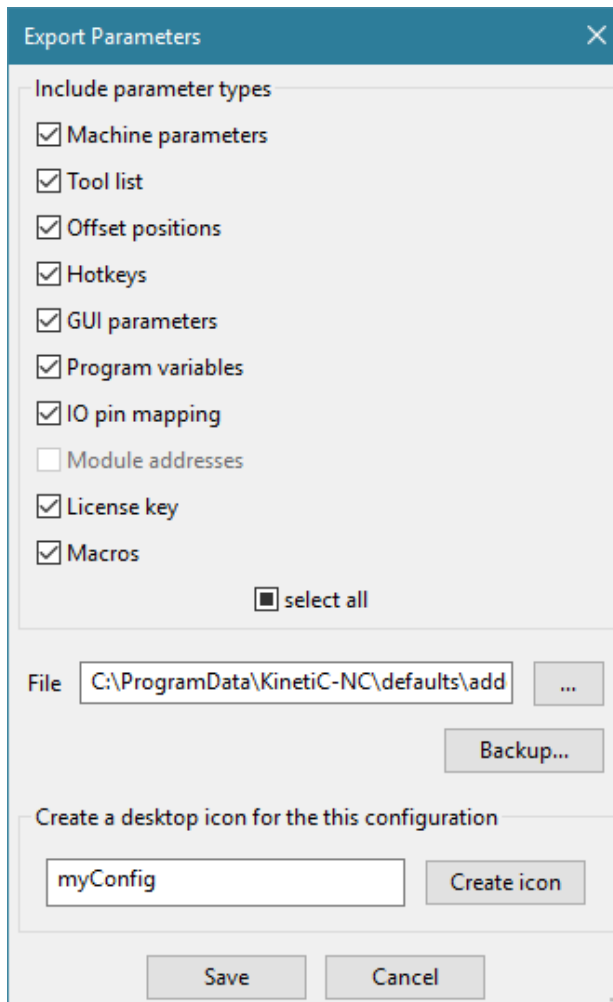 Export Parameters
Include parameter types
Machine parameters
Tool list
Offset positions
Hotkeys
GUI parameters
Program variables
IO pin mapping
Module addresses
License key
Macros
select all
File C:\ProgramData\KinetiC-NC\defaults\add ...
Backup...
Create a desktop icon for the this configuration
myConfig Create icon
Save Cancel